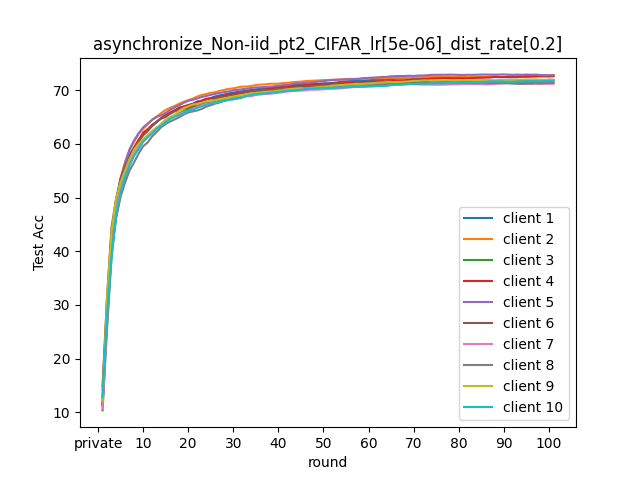 asynchronize_Non-iid_pt2_CIFAR_lr[5e-06]_dist_rate[0.2]
Test Acc
70
60
50
40
30
20
10
client 1
client 2
client 3
client 4
client 5
client 6
client 7
client 8
client 9
client 10
private 10 20 30 40 50 60 70 80 90 100
round